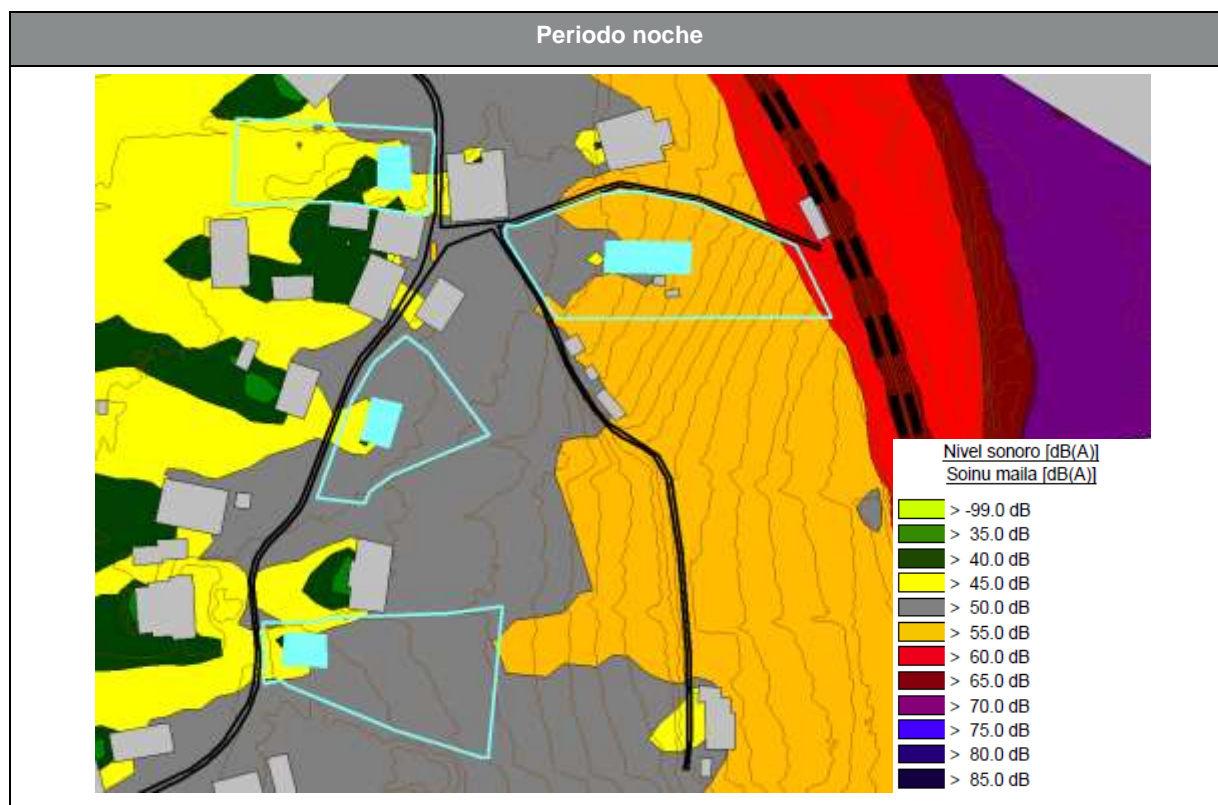 Periodo noche
Nivel sonoro [dB(A)]
Soinu maila [dB(A)]
> -99.0 dB
> 35.0 dB
> 40.0 dB
> 45.0 dB
> 50.0 dB
> 55.0 dB
> 60.0 dB
> 65.0 dB
> 70.0 dB
> 75.0 dB
> 80.0 dB
> 85.0 dB